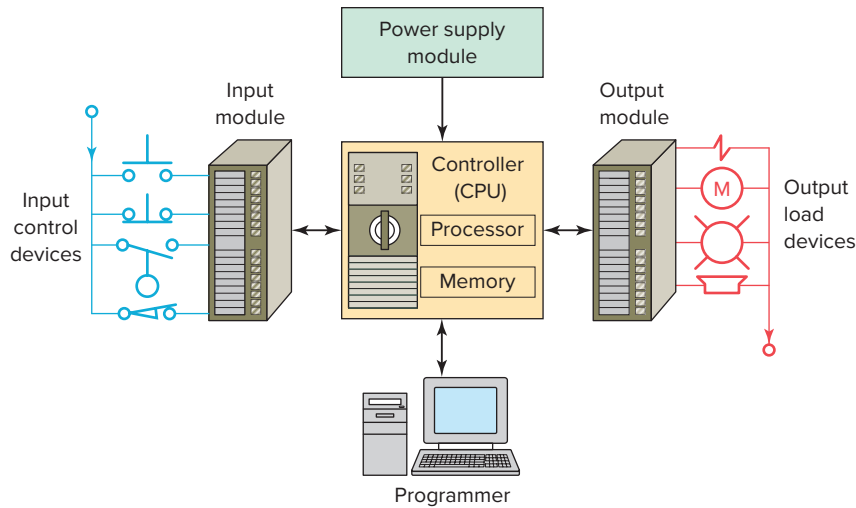 Power supply
module
Input
module
Output
module
Controller
(CPU)
Processor
Memory
Input
control
devices
M
Output
load
devices
Programmer